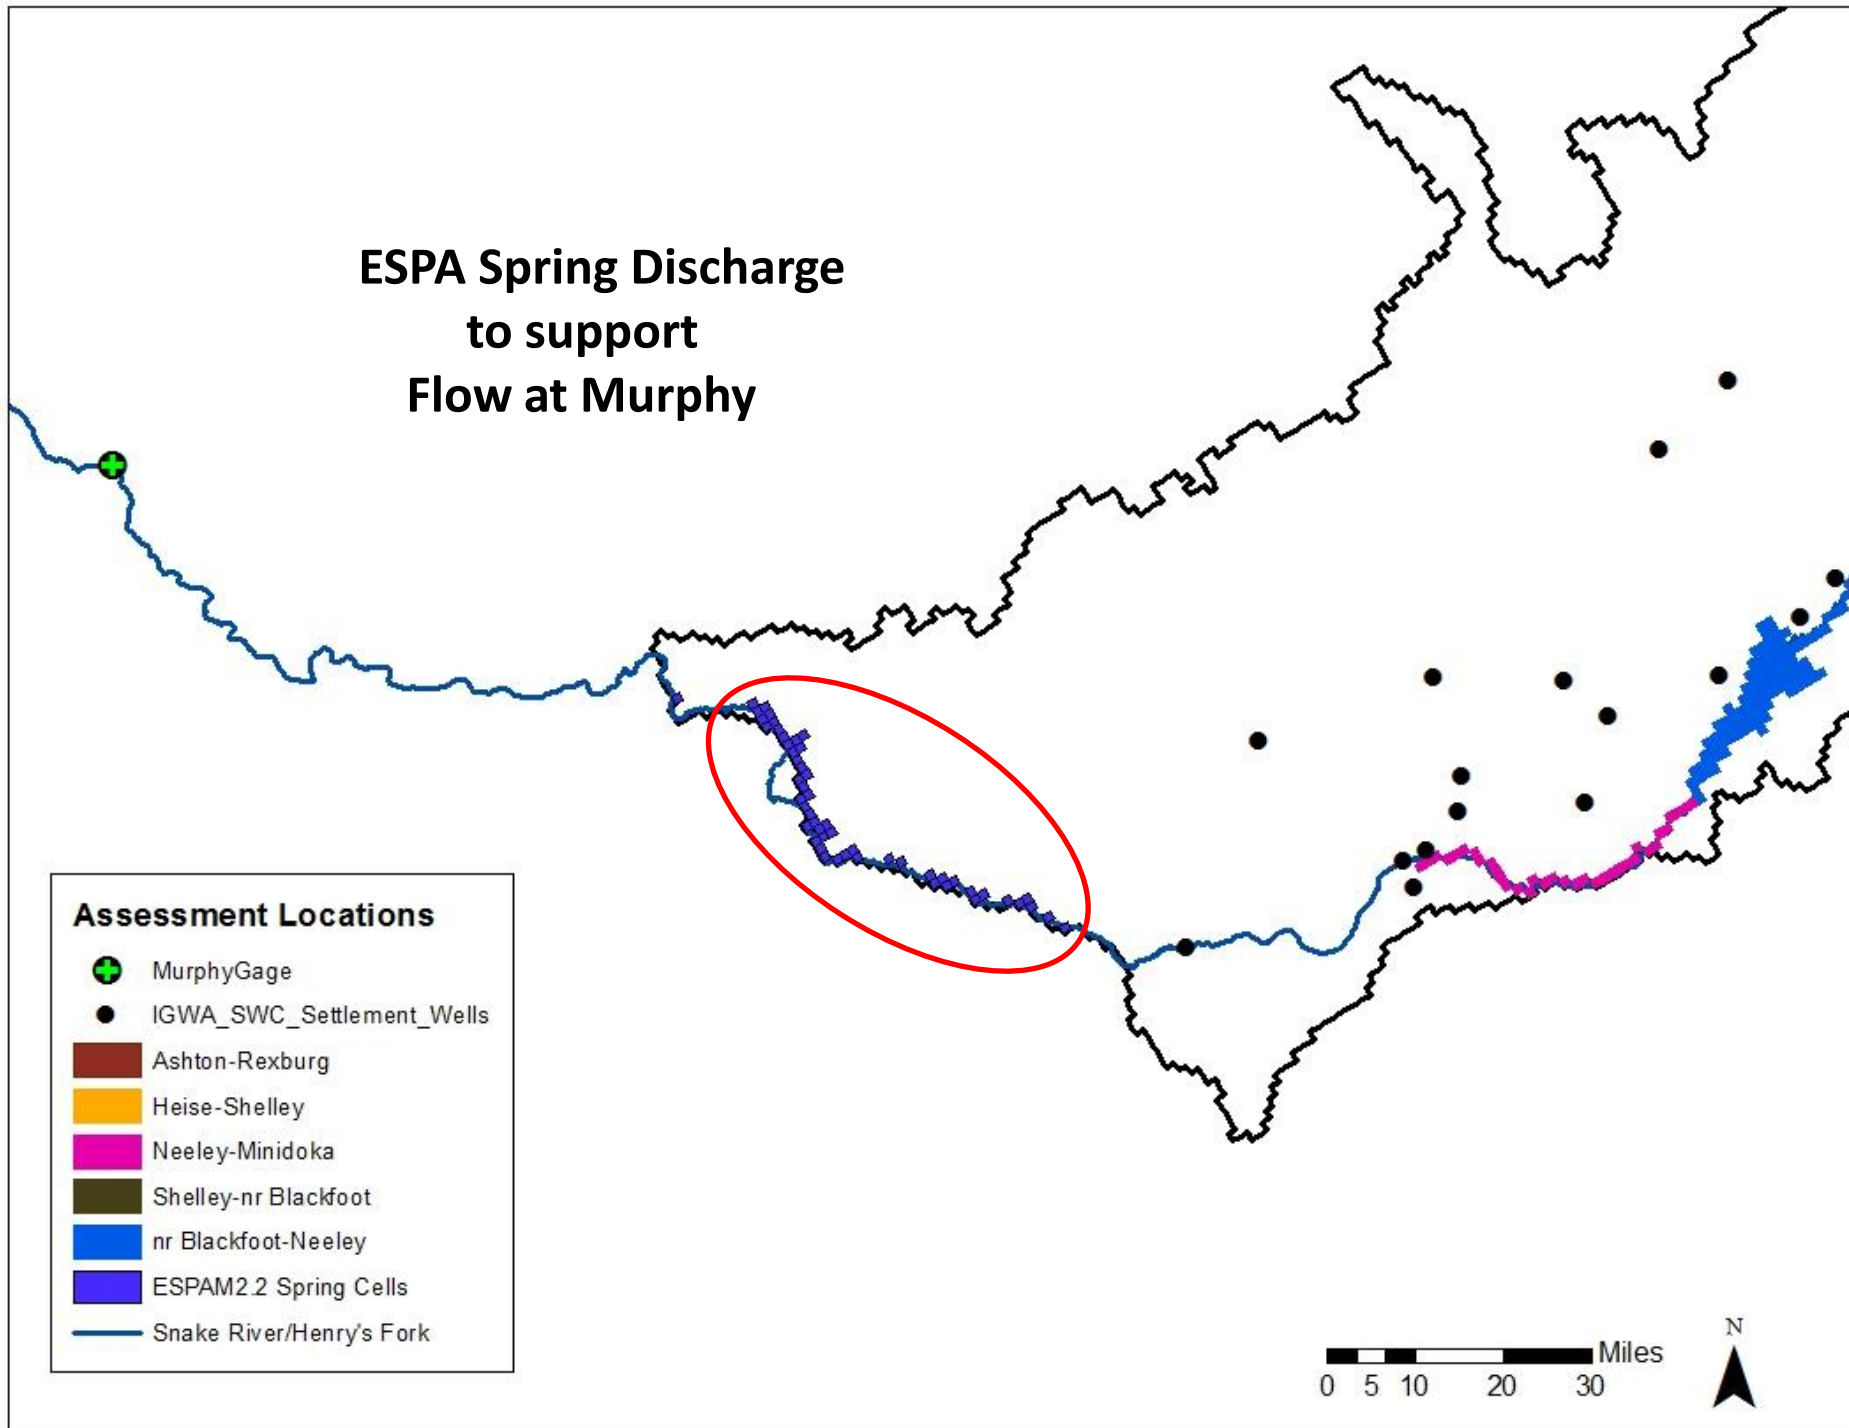 ESPA Spring Discharge
to support
Flow at Murphy
Assessment Locations
MurphyGage
IGWA_SWC_Settlement_Wells
Ashton-Rexburg
Heise-Shelley
Neeley-Minidoka
Shelley-nr Blackfoot
nr Blackfoot-Neeley
ESPAM2.2 Spring Cells
Snake River/Henry's Fork
N
Miles
0 5 10 20 30